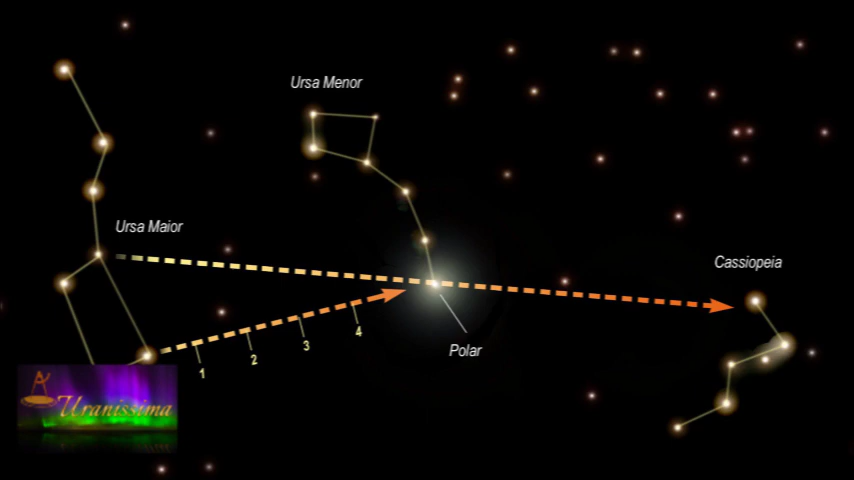 Ursa Menor
Ursa Maior
Cassiopeia
1
2
3
4
Polar
Uranissima